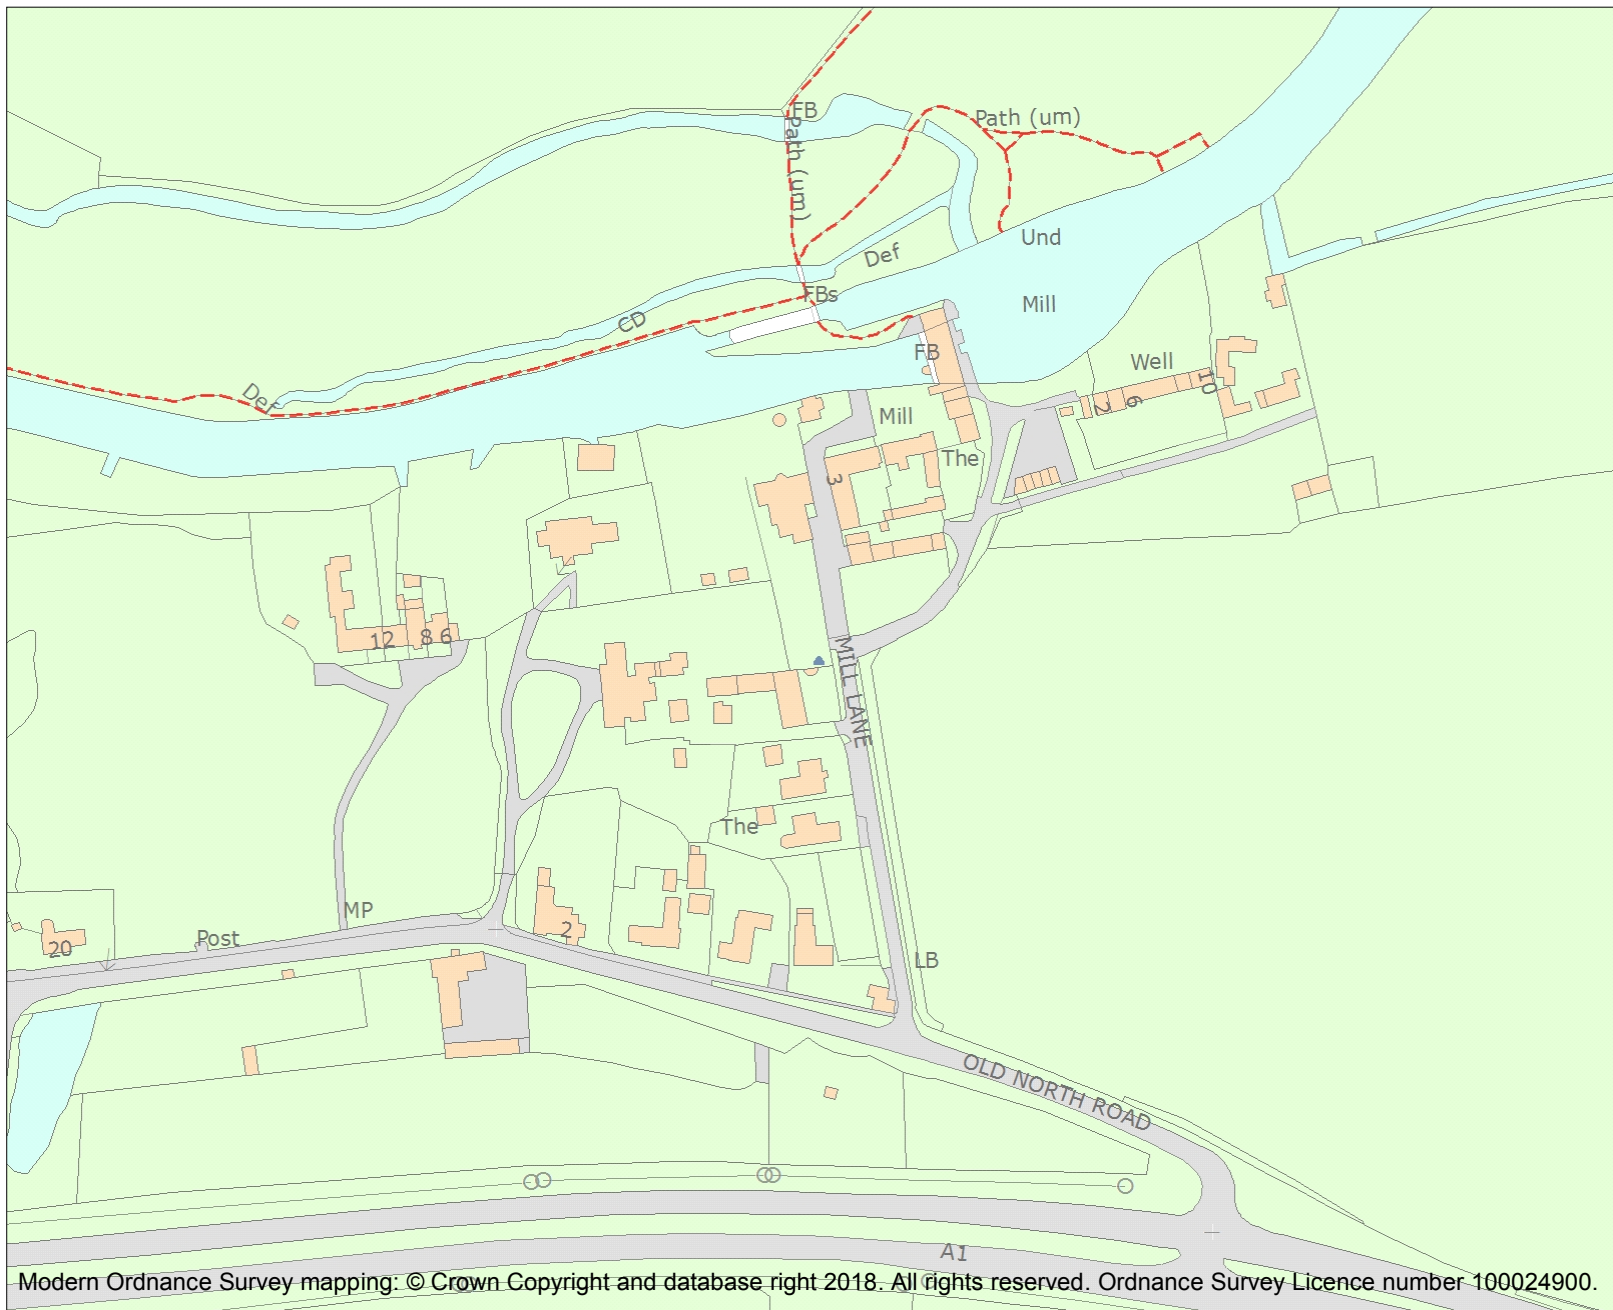 FB
Path (um)
Path (um)
Und
Def
FBs
Mill
CD
FB
Well
10
Def
2
6
Mill
The
3
12
8
6
MILL LANE
The
MP
2
Post
20
LB
OLD NORTH ROAD
A1
Modern Ordnance Survey mapping: © Crown Copyright and database right 2018. All rights reserved. Ordnance Survey Licence number 100024900.